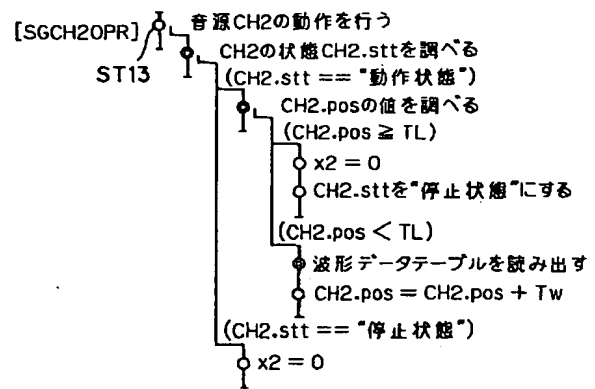 [SGCH2OPR]
音源CH2の動作を行う
ST13
CH2の状態CH2.sttを調べる
(CH2.stt == "動作状態")
CH2.posの値を調べる
(CH2.pos ≧ TL)
x2 = 0
CH2.sttを"停止状態"にする
(CH2.pos < TL)
波形データテーブルを読み出す
CH2.pos = CH2.pos + Tw
(CH2.stt == "停止状態")
x2 = 0